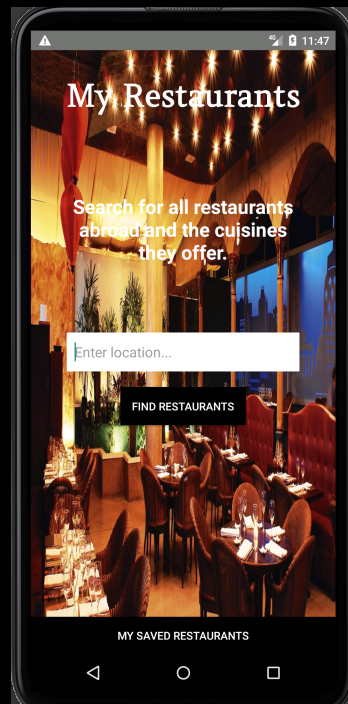 4G 11:47
My Restaurants
Search for all restaurants
abroad and the cuisines
they offer.
Enter location...
FIND RESTAURANTS
MY SAVED RESTAURANTS